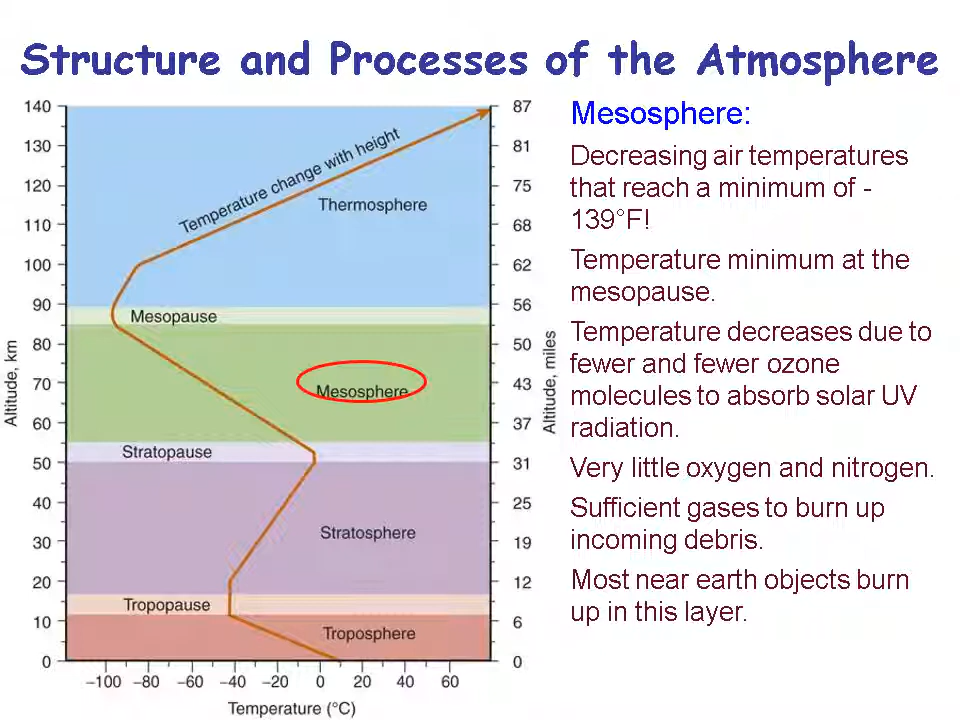 Structure and Processes of the Atmosphere
140
130
120
110
100
90
80
70
60
50
40
30
20
10
0
Altitude, km
Temperature change with height
Thermosphere
Mesopause
Mesosphere
Stratopause
Stratosphere
Tropopause
Troposphere
87
81
75
68
62
56
50
43
37
31
25
19
12
6
0
Altitude, miles
–100 –80 –60 –40 –20 0 20 40 60
Temperature (°C)
Mesosphere:
Decreasing air temperatures
that reach a minimum of -
139°F!
Temperature minimum at the
mesopause.
Temperature decreases due to
fewer and fewer ozone
molecules to absorb solar UV
radiation.
Very little oxygen and nitrogen.
Sufficient gases to burn up
incoming debris.
Most near earth objects burn
up in this layer.